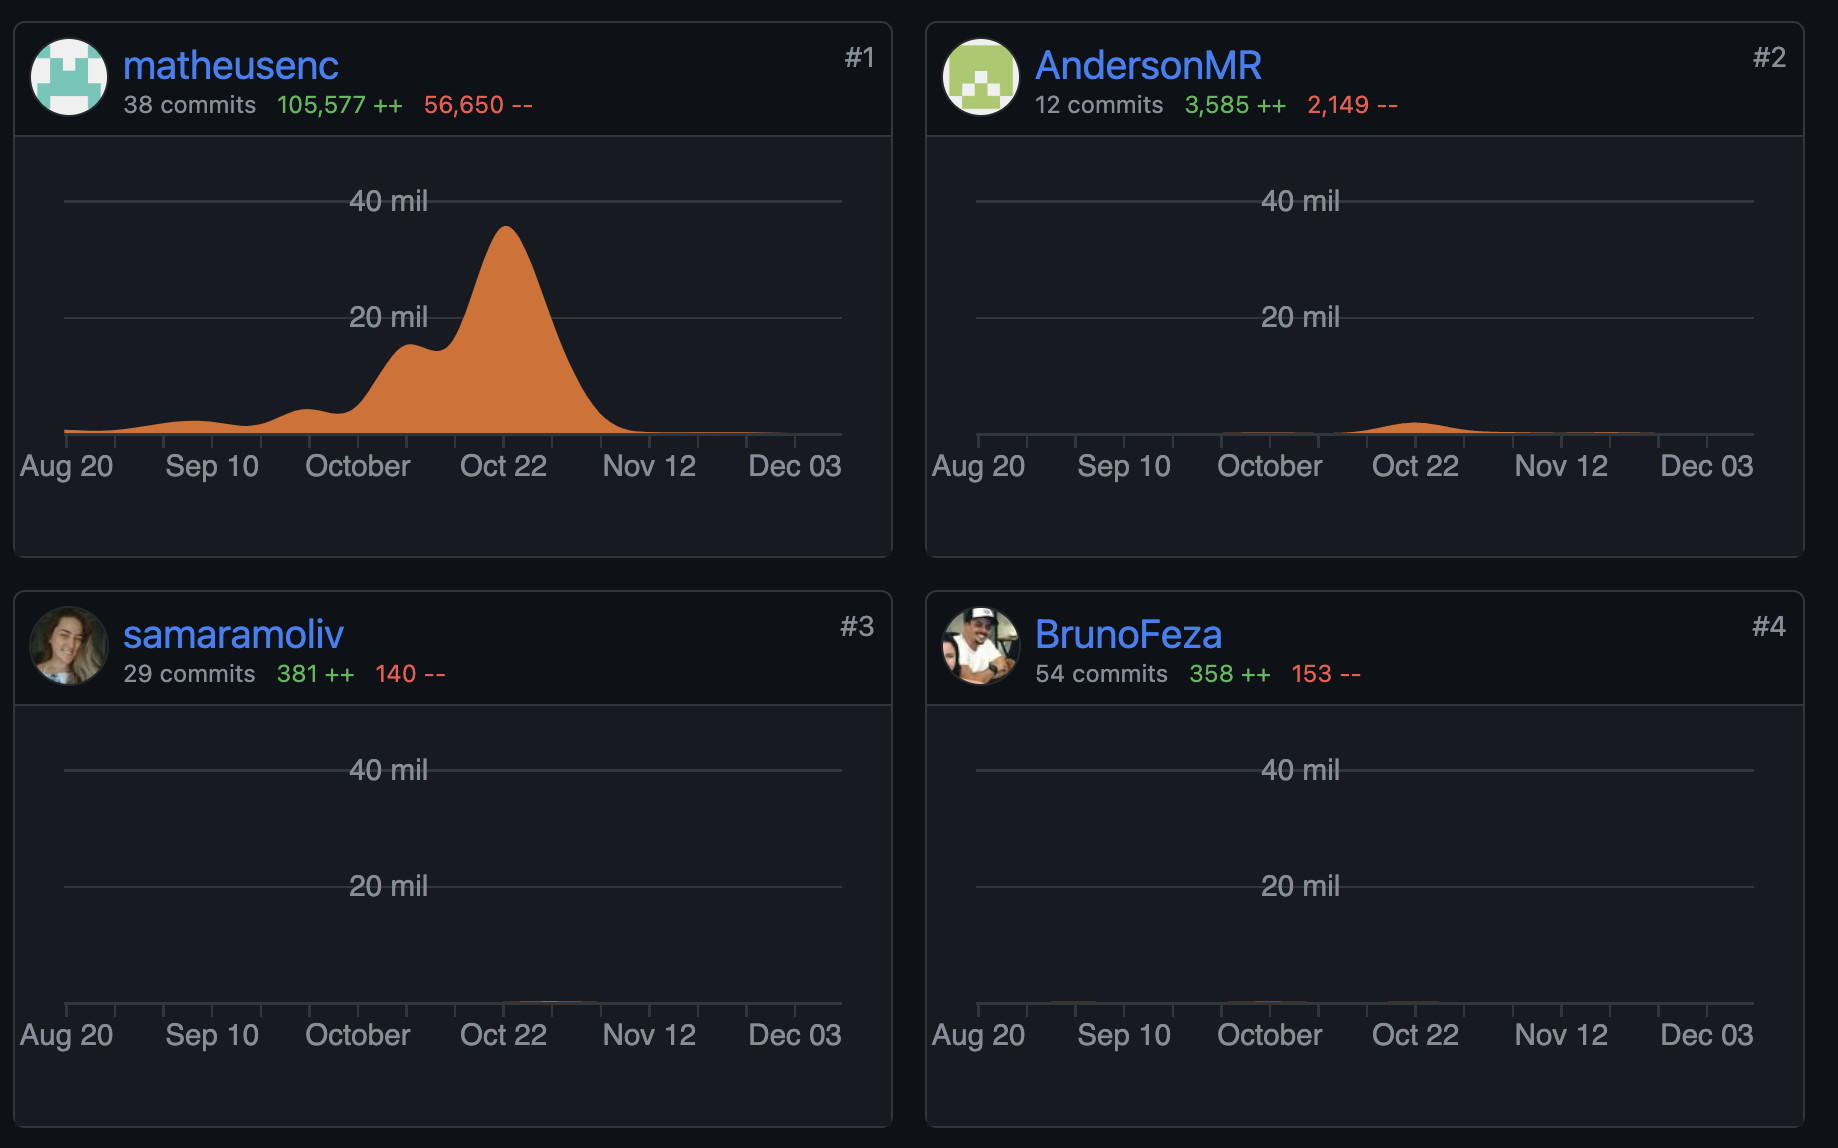 matheusenc #1
38 commits 105,577 ++ 56,650 --
40 mil
20 mil
Aug 20 Sep 10 October Oct 22 Nov 12 Dec 03
AndersonMR #2
12 commits 3,585 ++ 2,149 --
40 mil
20 mil
Aug 20 Sep 10 October Oct 22 Nov 12 Dec 03
samaramoliv #3
29 commits 381 ++ 140 --
40 mil
20 mil
Aug 20 Sep 10 October Oct 22 Nov 12 Dec 03
BrunoFeza #4
54 commits 358 ++ 153 --
40 mil
20 mil
Aug 20 Sep 10 October Oct 22 Nov 12 Dec 03